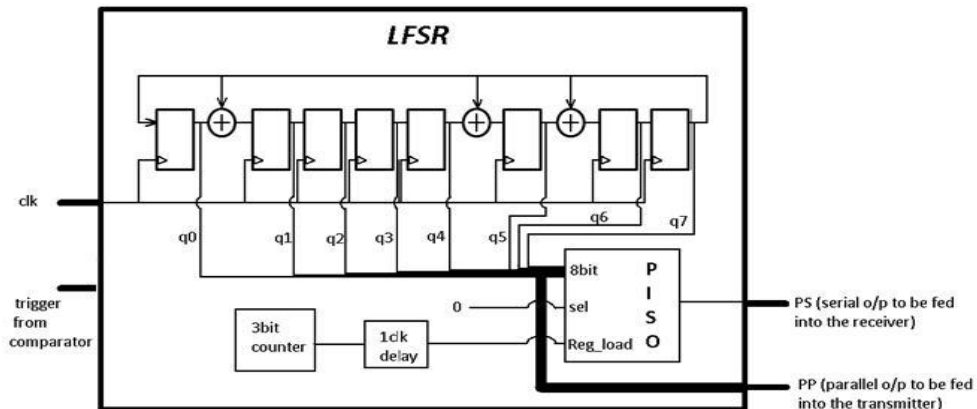 LFSR
clk
q0
q1
q2
q3
q4
q5
q6
q7
trigger
from
comparator
3bit
counter
1clk
delay
0
8bit
sel
Reg_load
P
I
S
O
PS (serial o/p to be fed
into the receiver)
PP (parallel o/p to be fed
into the transmitter)